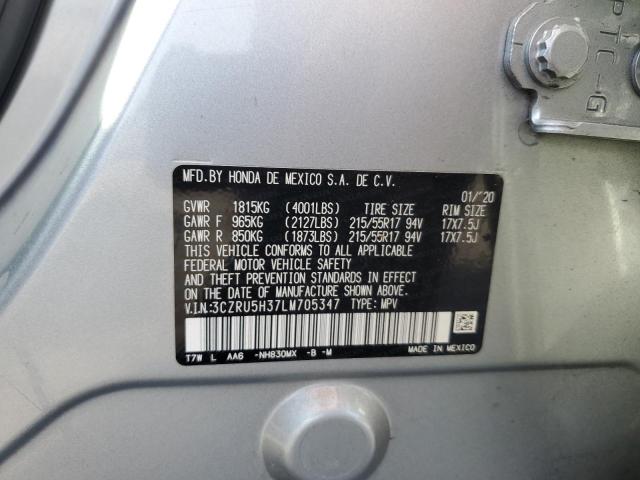 PTC-G
MFD.BY HONDA DE MEXICO S.A. DE C.V.
01/'20
GVWR 1815KG (4001LBS) TIRE SIZE RIM SIZE
GAWR F 965KG (2127LBS) 215/55R17 94V 17X7.5J
GAWR R 850KG (1873LBS) 215/55R17 94V 17X7.5J
THIS VEHICLE CONFORMS TO ALL APPLICABLE
FEDERAL MOTOR VEHICLE SAFETY
AND THEFT PREVENTION STANDARDS IN EFFECT
ON THE DATE OF MANUFACTURE SHOWN ABOVE.
V.I.N.:3CZRU5H37LM705347 TYPE: MPV
T7W L AA6 -NH830MX -B -M MADE IN MEXICO